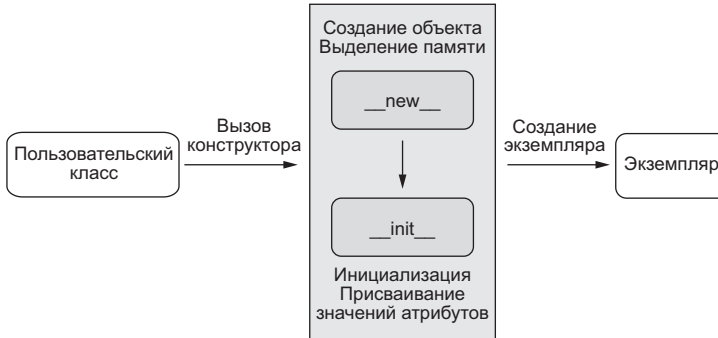 Создание объекта
Выделение памяти
__new__
Вызов
конструктора
Создание
экземпляра
Пользовательский
класс
Экземпляр
__init__
Инициализация
Присваивание
значений атрибутов